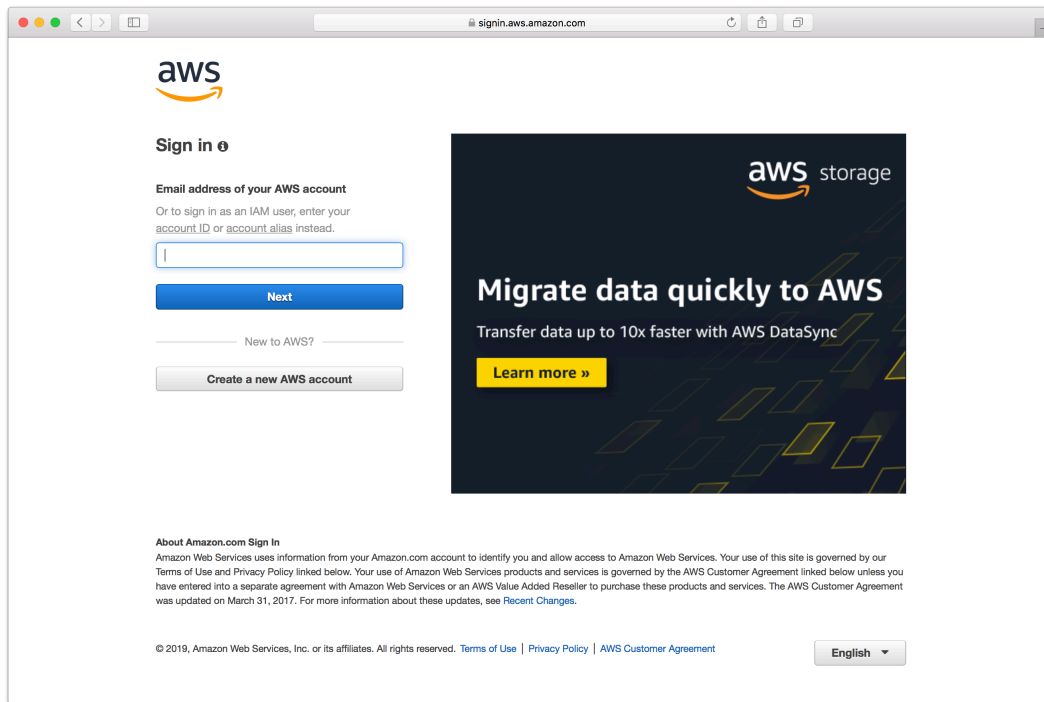 signin.aws.amazon.com
aws
Sign in
Email address of your AWS account
Or to sign in as an IAM user, enter your
account ID or account alias instead.
Next
New to AWS?
Create a new AWS account
aws storage
Migrate data quickly to AWS
Transfer data up to 10x faster with AWS DataSync
Learn more »
About Amazon.com Sign In
Amazon Web Services uses information from your Amazon.com account to identify you and allow access to Amazon Web Services. Your use of this site is governed by our
Terms of Use and Privacy Policy linked below. Your use of Amazon Web Services products and services is governed by the AWS Customer Agreement linked below unless you
have entered into a separate agreement with Amazon Web Services or an AWS Value Added Reseller to purchase these products and services. The AWS Customer Agreement
was updated on March 31, 2017. For more information about these updates, see Recent Changes.
© 2019, Amazon Web Services, Inc. or its affiliates. All rights reserved. Terms of Use | Privacy Policy | AWS Customer Agreement
English